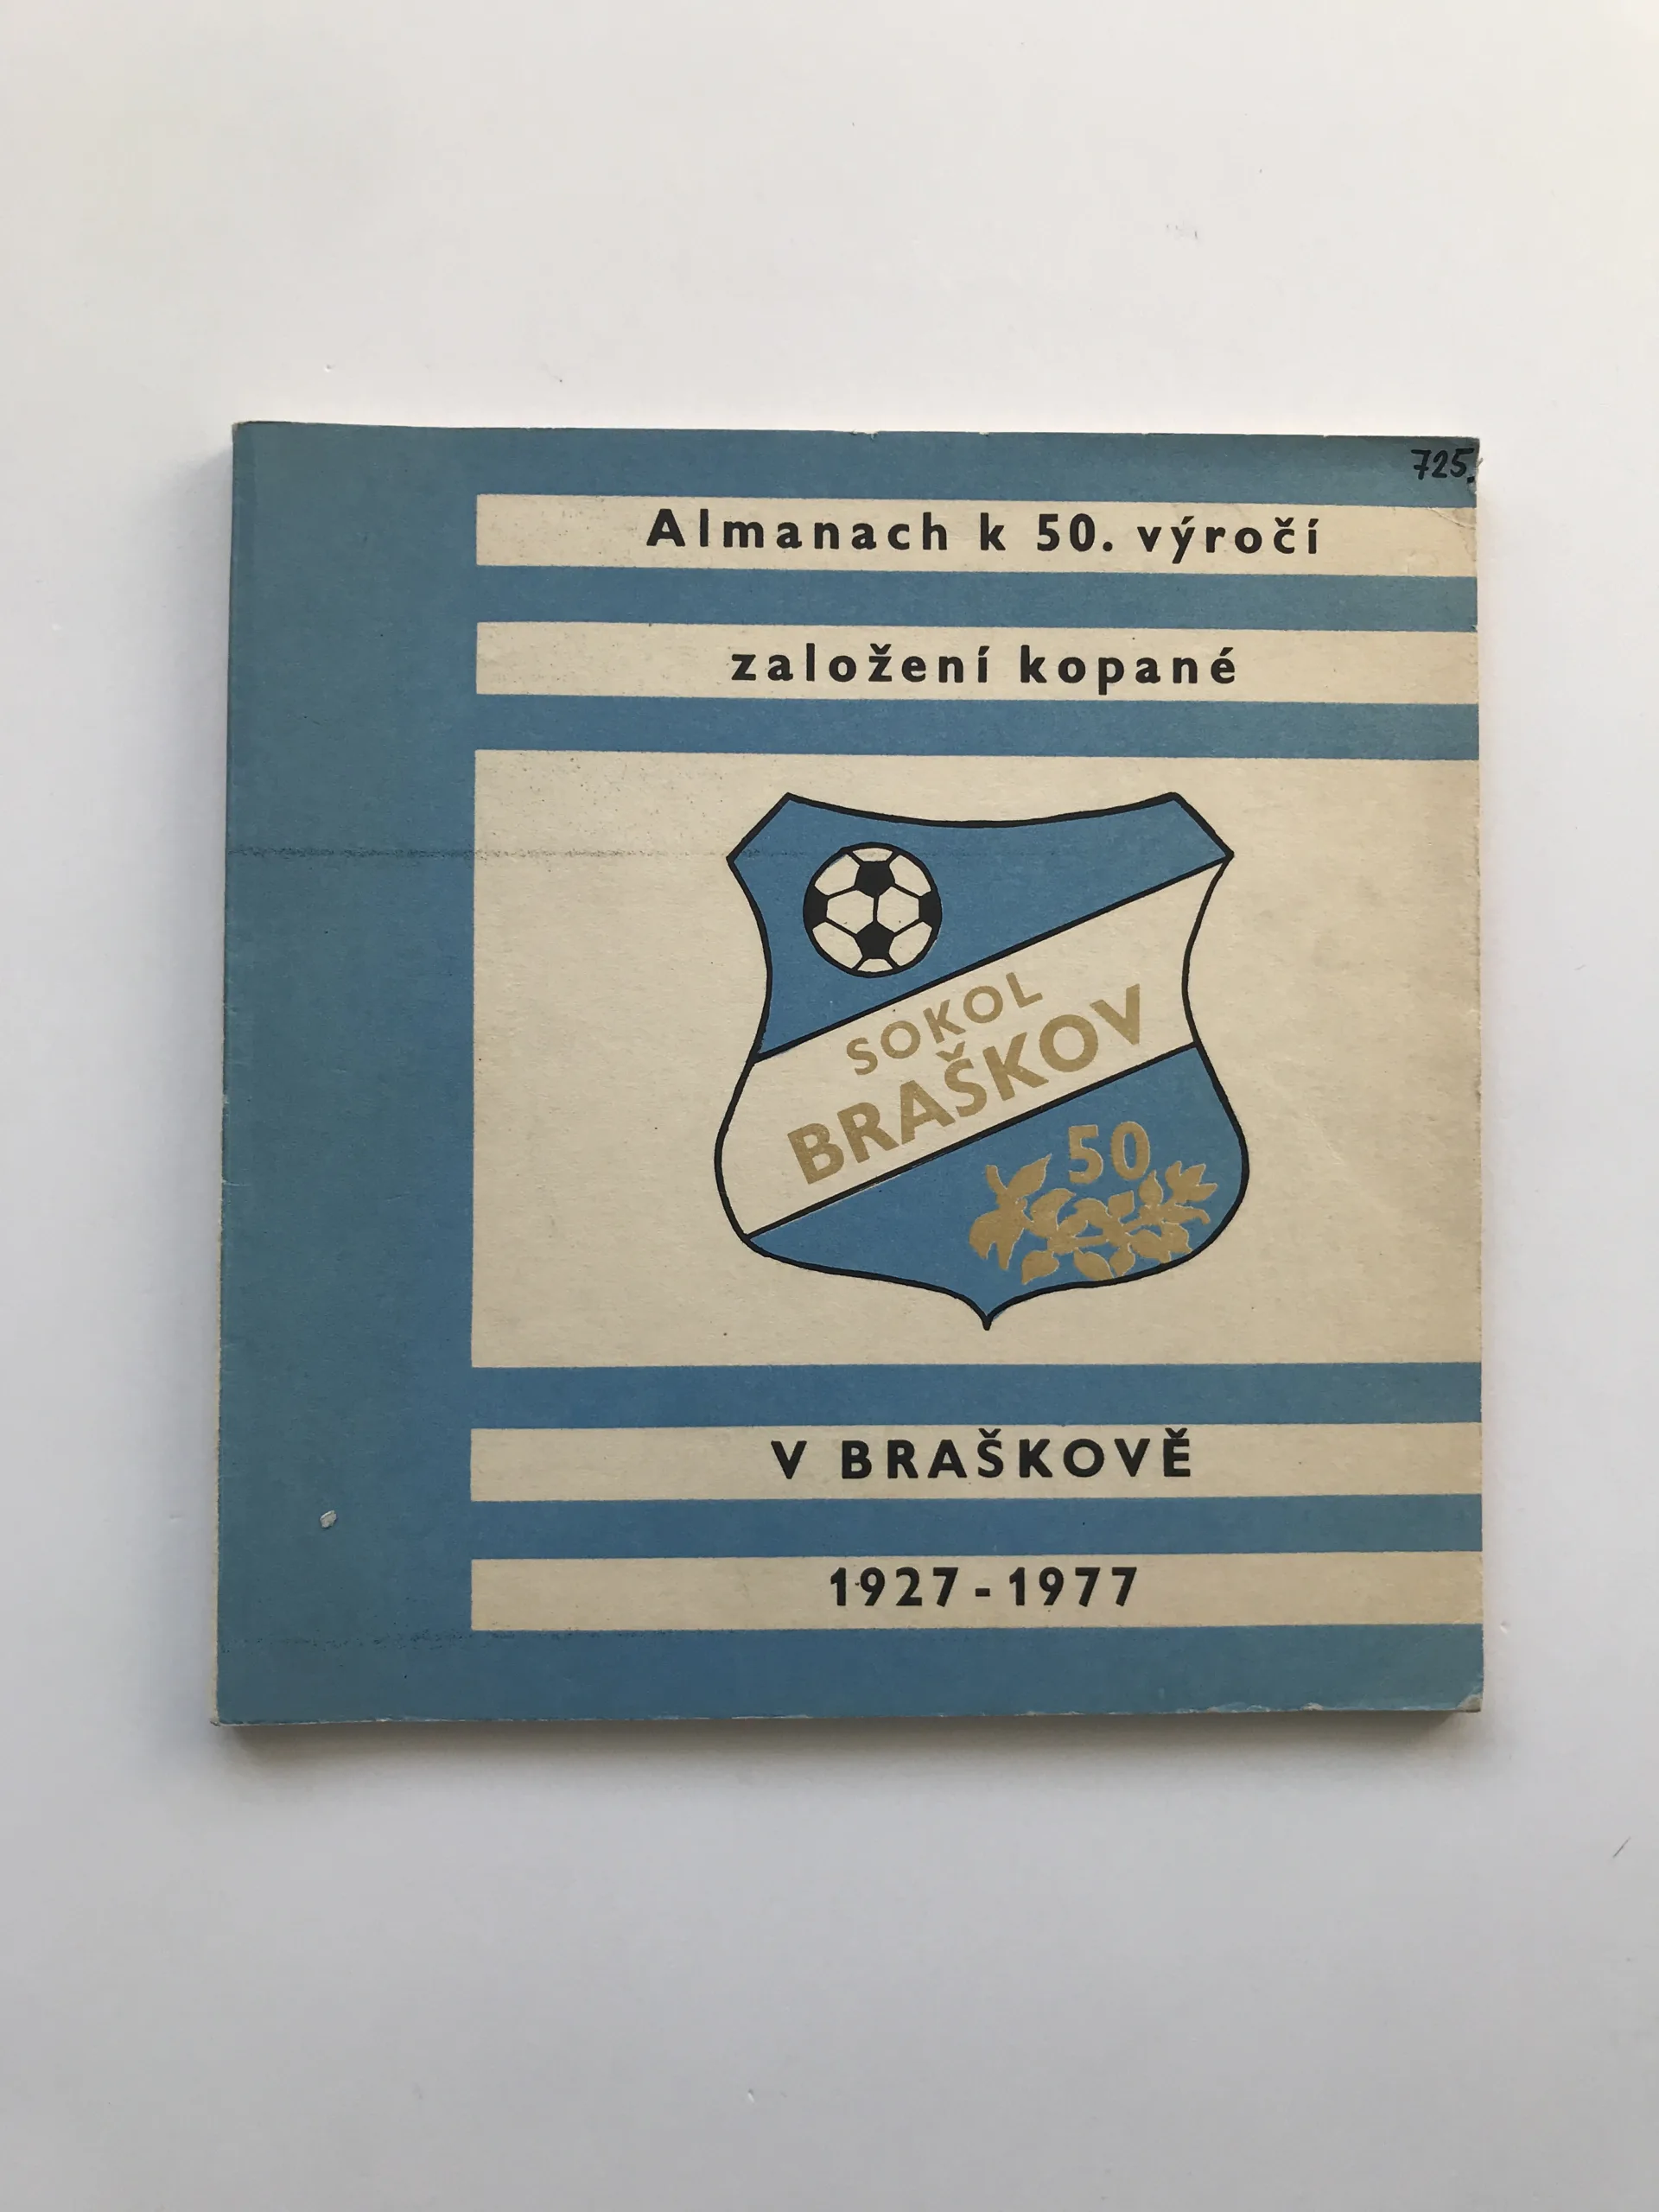 725.
Almanach k 50. výročí
založení kopané
SOKOL
BRAŠKOV
50
V BRAŠKOVĚ
1927-1977